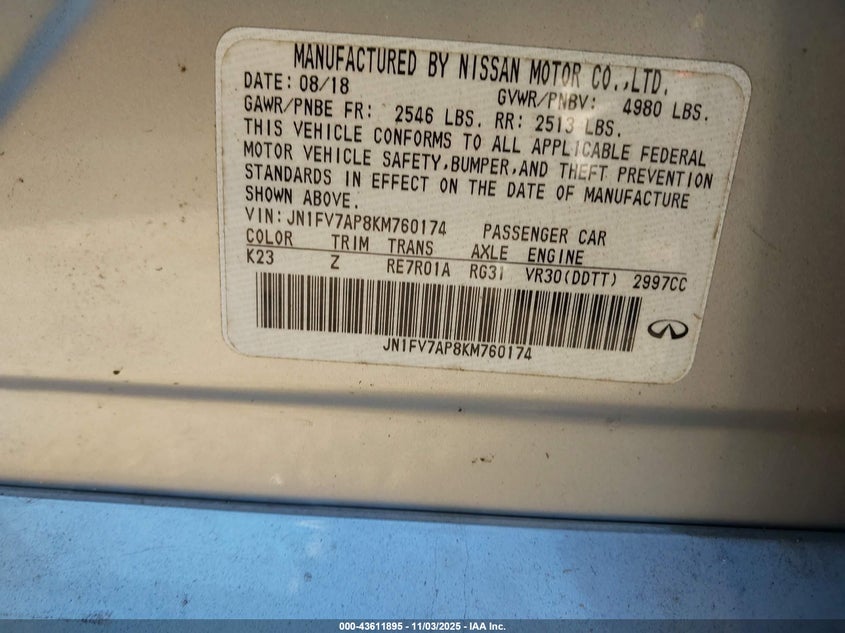 MANUFACTURED BY NISSAN MOTOR CO.,LTD.
DATE: 08/18 GVWR/PNBV: 4980 LBS.
GAWR/PNBE FR: 2546 LBS. RR: 2513 LBS.
THIS VEHICLE CONFORMS TO ALL APPLICABLE FEDERAL
MOTOR VEHICLE SAFETY,BUMPER,AND THEFT PREVENTION
STANDARDS IN EFFECT ON THE DATE OF MANUFACTURE
SHOWN ABOVE.
VIN:JN1FV7AP8KM760174 PASSENGER CAR
COLOR TRIM TRANS AXLE ENGINE
K23 Z RE7R01A RG31 VR30(DDTT) 2997CC
JN1FV7AP8KM760174
000-43611895 - 11/03/2025 - IAA Inc.